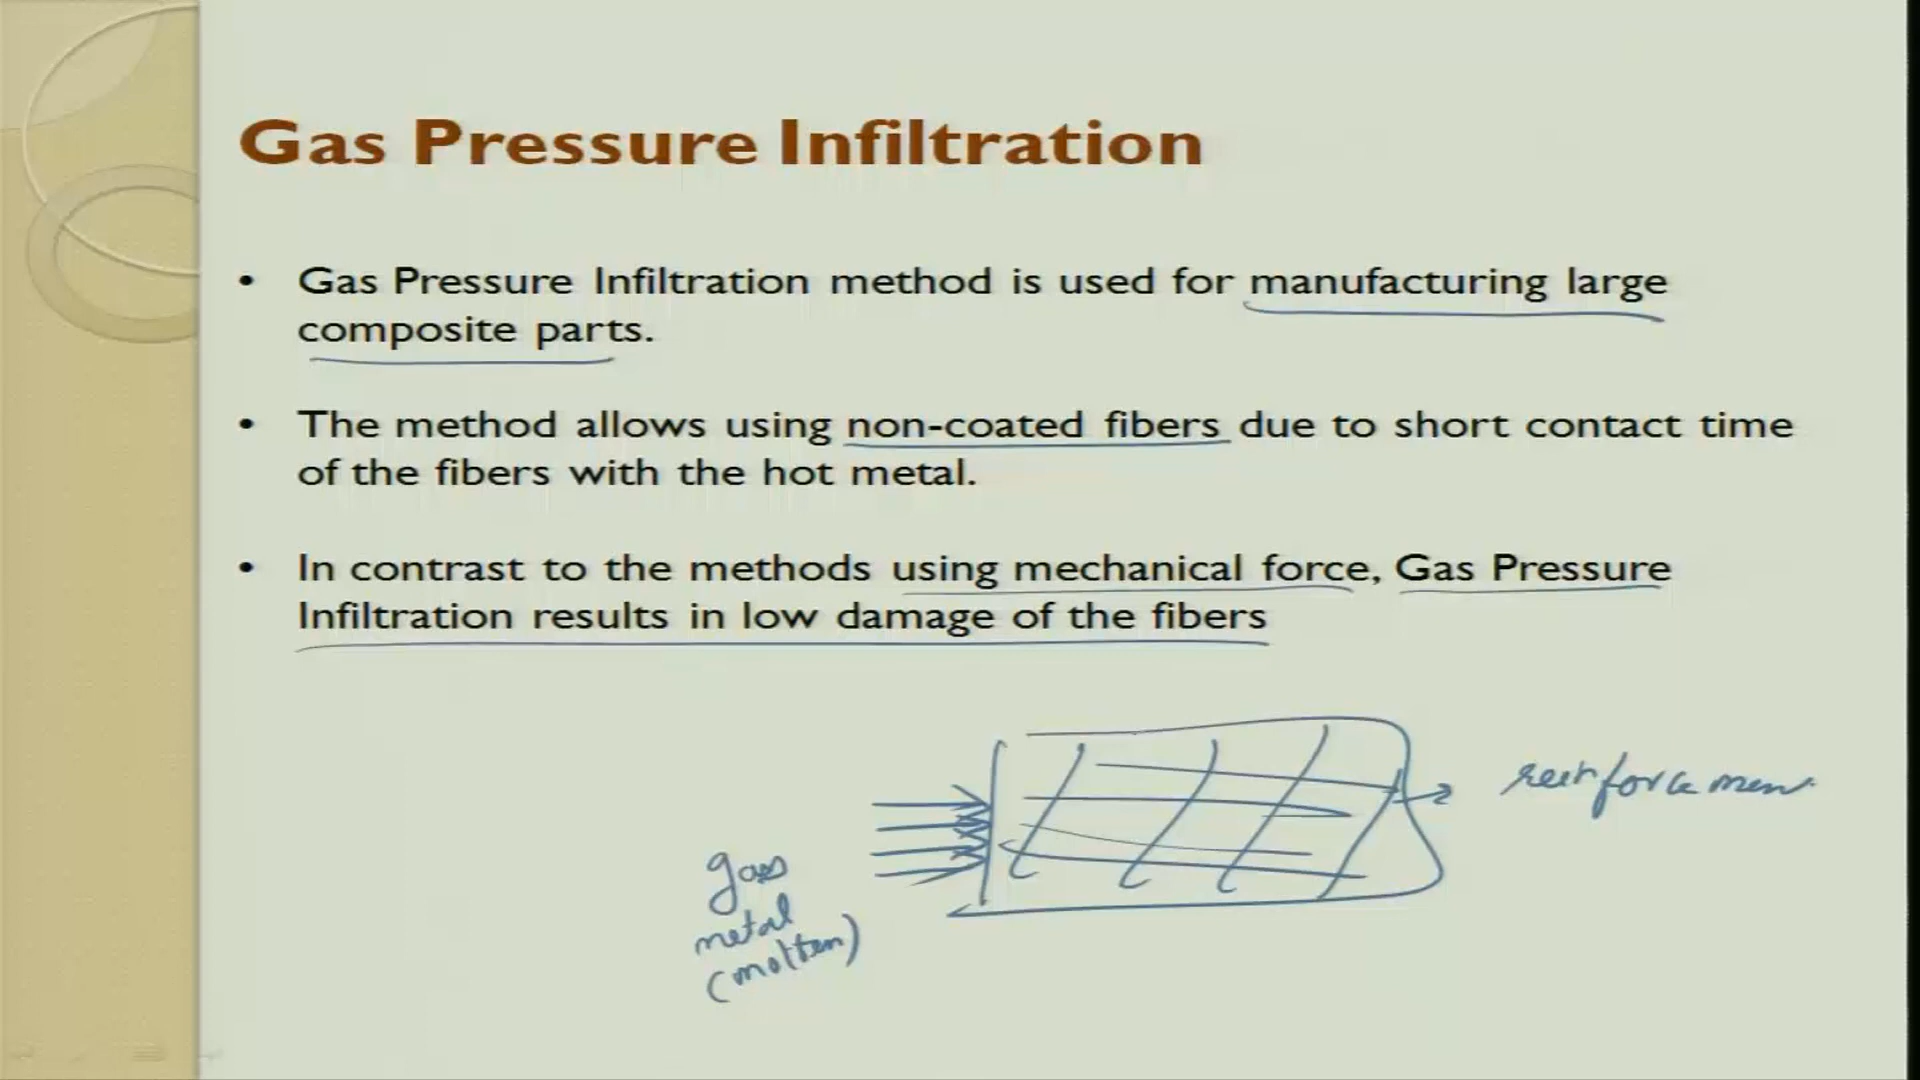 Gas Pressure Infiltration
• Gas Pressure Infiltration method is used for manufacturing large
composite parts.
• The method allows using non-coated fibers due to short contact time
of the fibers with the hot metal.
• In contrast to the methods using mechanical force, Gas Pressure
Infiltration results in low damage of the fibers
reinforcemen
gas
metal
(molten)